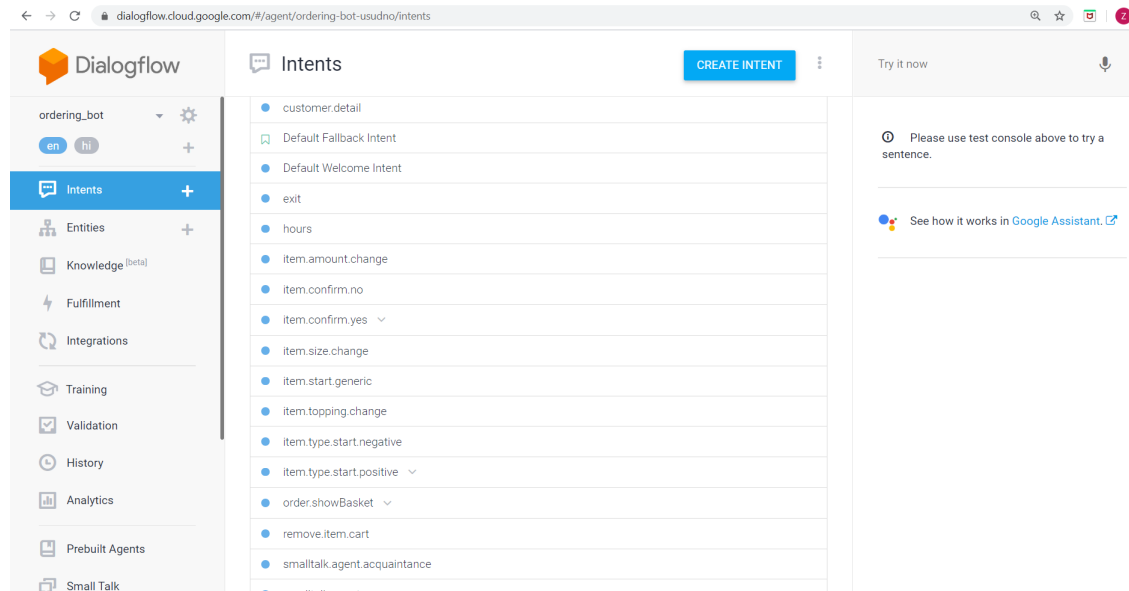 dialogflow.cloud.google.com/#/agent/ordering-bot-usudno/intents
Z
Dialogflow
Intents
CREATE INTENT
Try it now
ordering_bot
en
hi
Intents
Entities
Knowledge [beta]
Fulfillment
Integrations
Training
Validation
History
Analytics
Prebuilt Agents
Small Talk
customer.detail
Default Fallback Intent
Default Welcome Intent
exit
hours
item.amount.change
item.confirm.no
item.confirm.yes
item.size.change
item.start.generic
item.topping.change
item.type.start.negative
item.type.start.positive
order.showBasket
remove.item.cart
smalltalk.agent.acquaintance
Please use test console above to try a
sentence.
See how it works in Google Assistant.